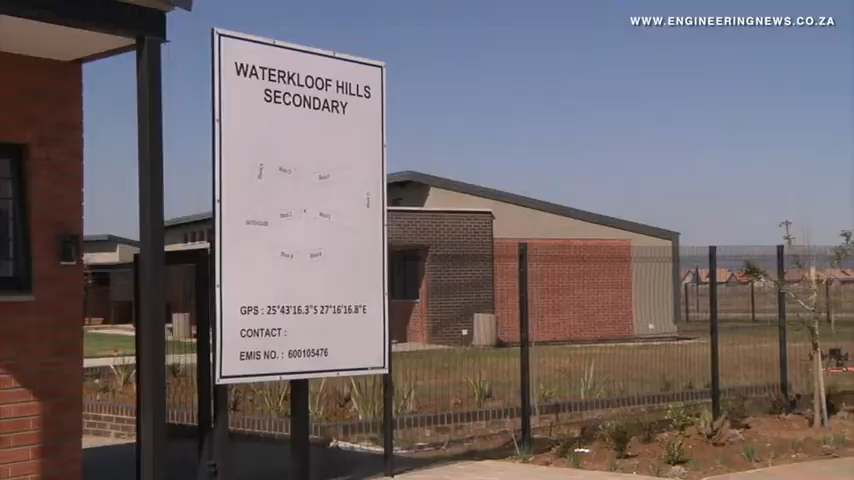 WWW.ENGINEERINGNEWS.CO.ZA
WATERKLOOF HILLS
SECONDARY
GPS : 25°43'16.3"S 27°16'16.8"E
CONTACT :
EMIS NO. : 600105476